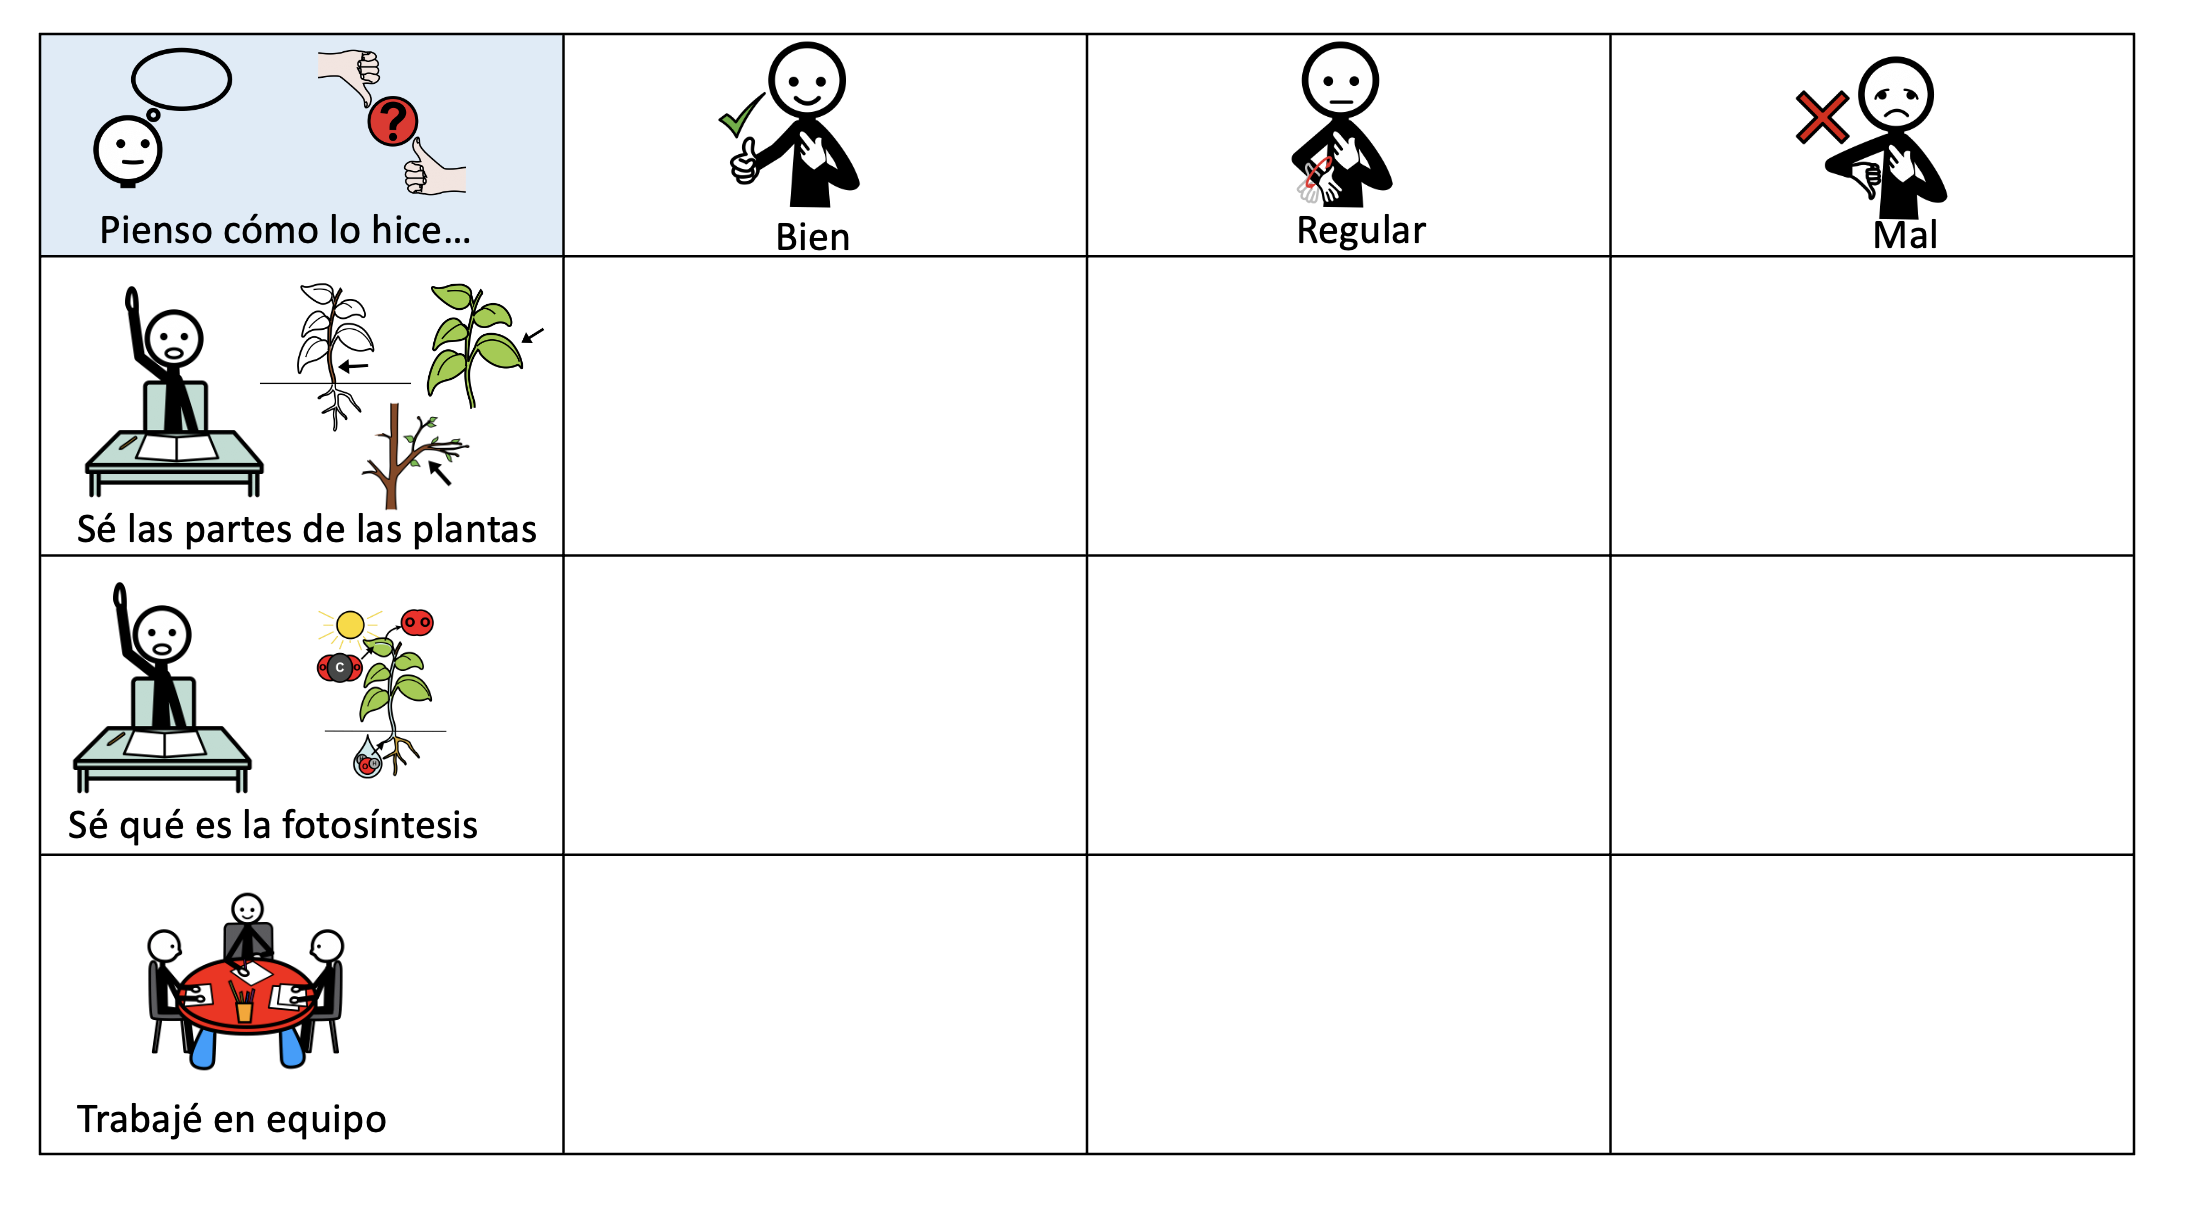 Pienso cómo lo hice...
Bien
Regular
Mal
?
Sé las partes de las plantas
O O
O C O
Sé qué es la fotosíntesis
Trabajé en equipo